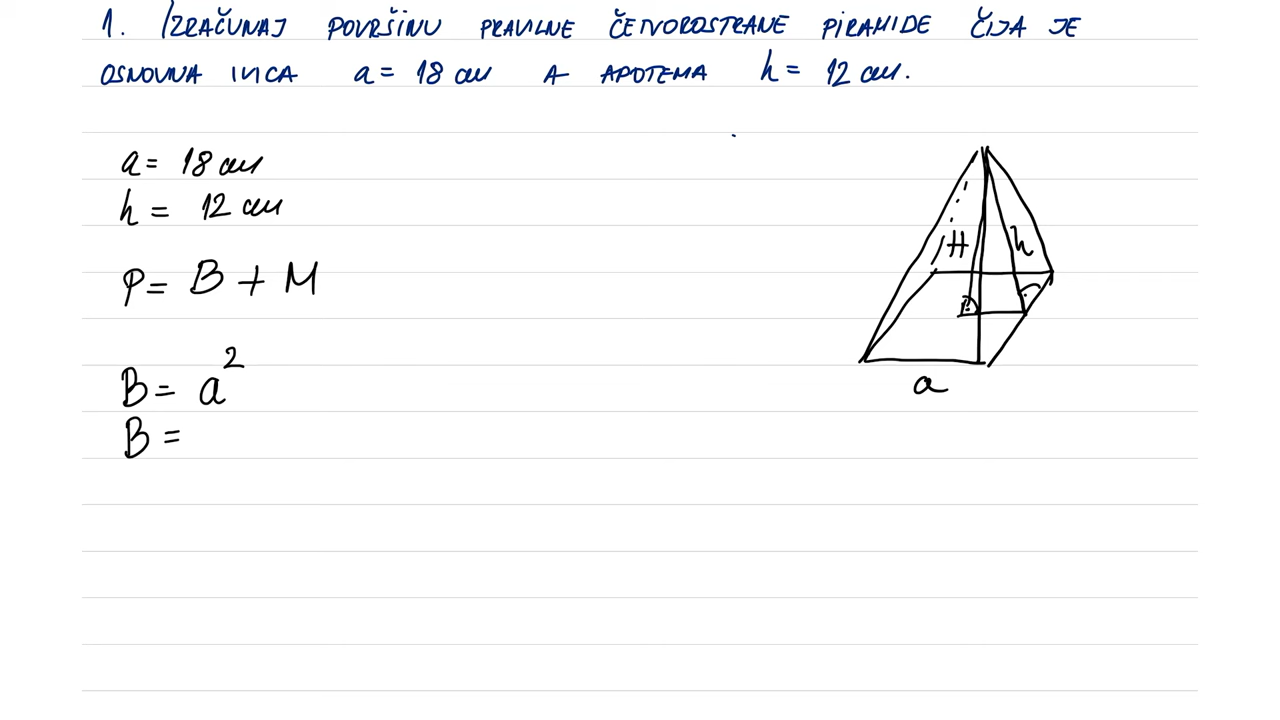 1. IZRAČUNAJ POVRŠINU PRAVILNE ČETVOROSTRANE PIRAMIDE ČIJA JE
OSNOVNA IVICA a = 18 cm A APOTEMA h = 12 cm.
a = 18 cm
h = 12 cm
P = B + M
B = a²
B =
H h
a